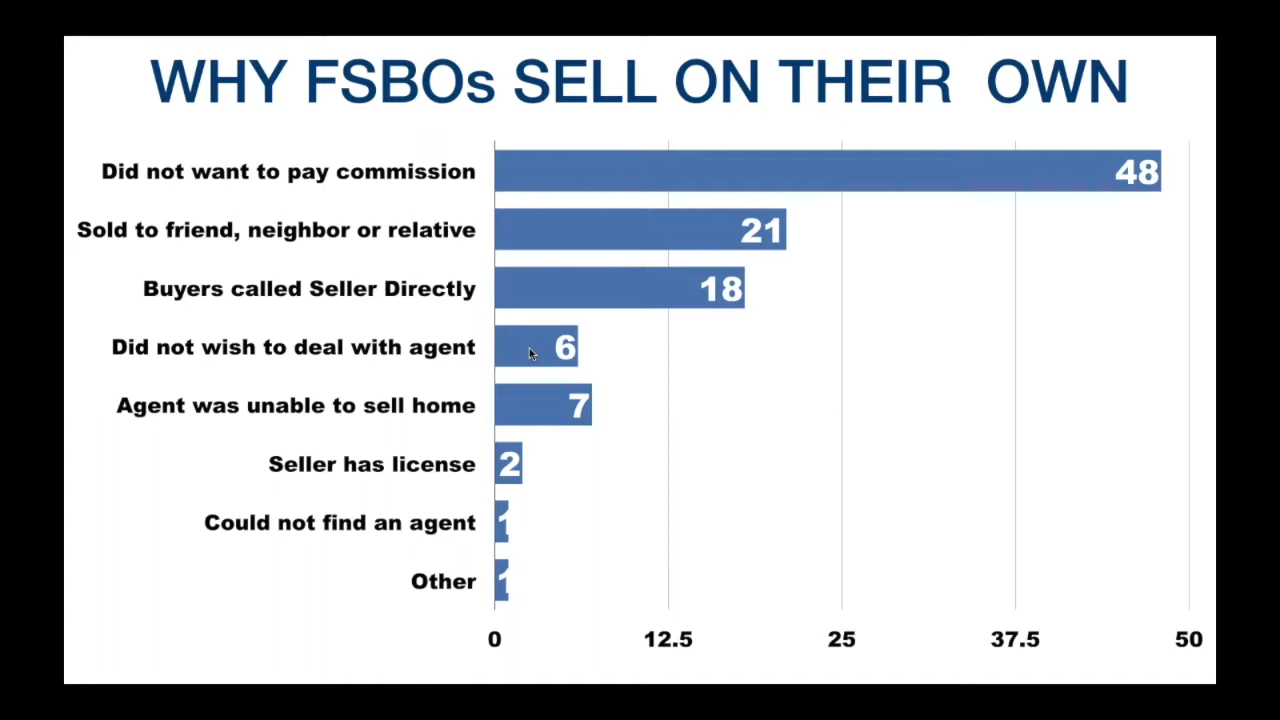 WHY FSBOs SELL ON THEIR OWN
Did not want to pay commission 48
Sold to friend, neighbor or relative 21
Buyers called Seller Directly 18
Did not wish to deal with agent 6
Agent was unable to sell home 7
Seller has license 2
Could not find an agent 1
Other 1
0 12.5 25 37.5 50